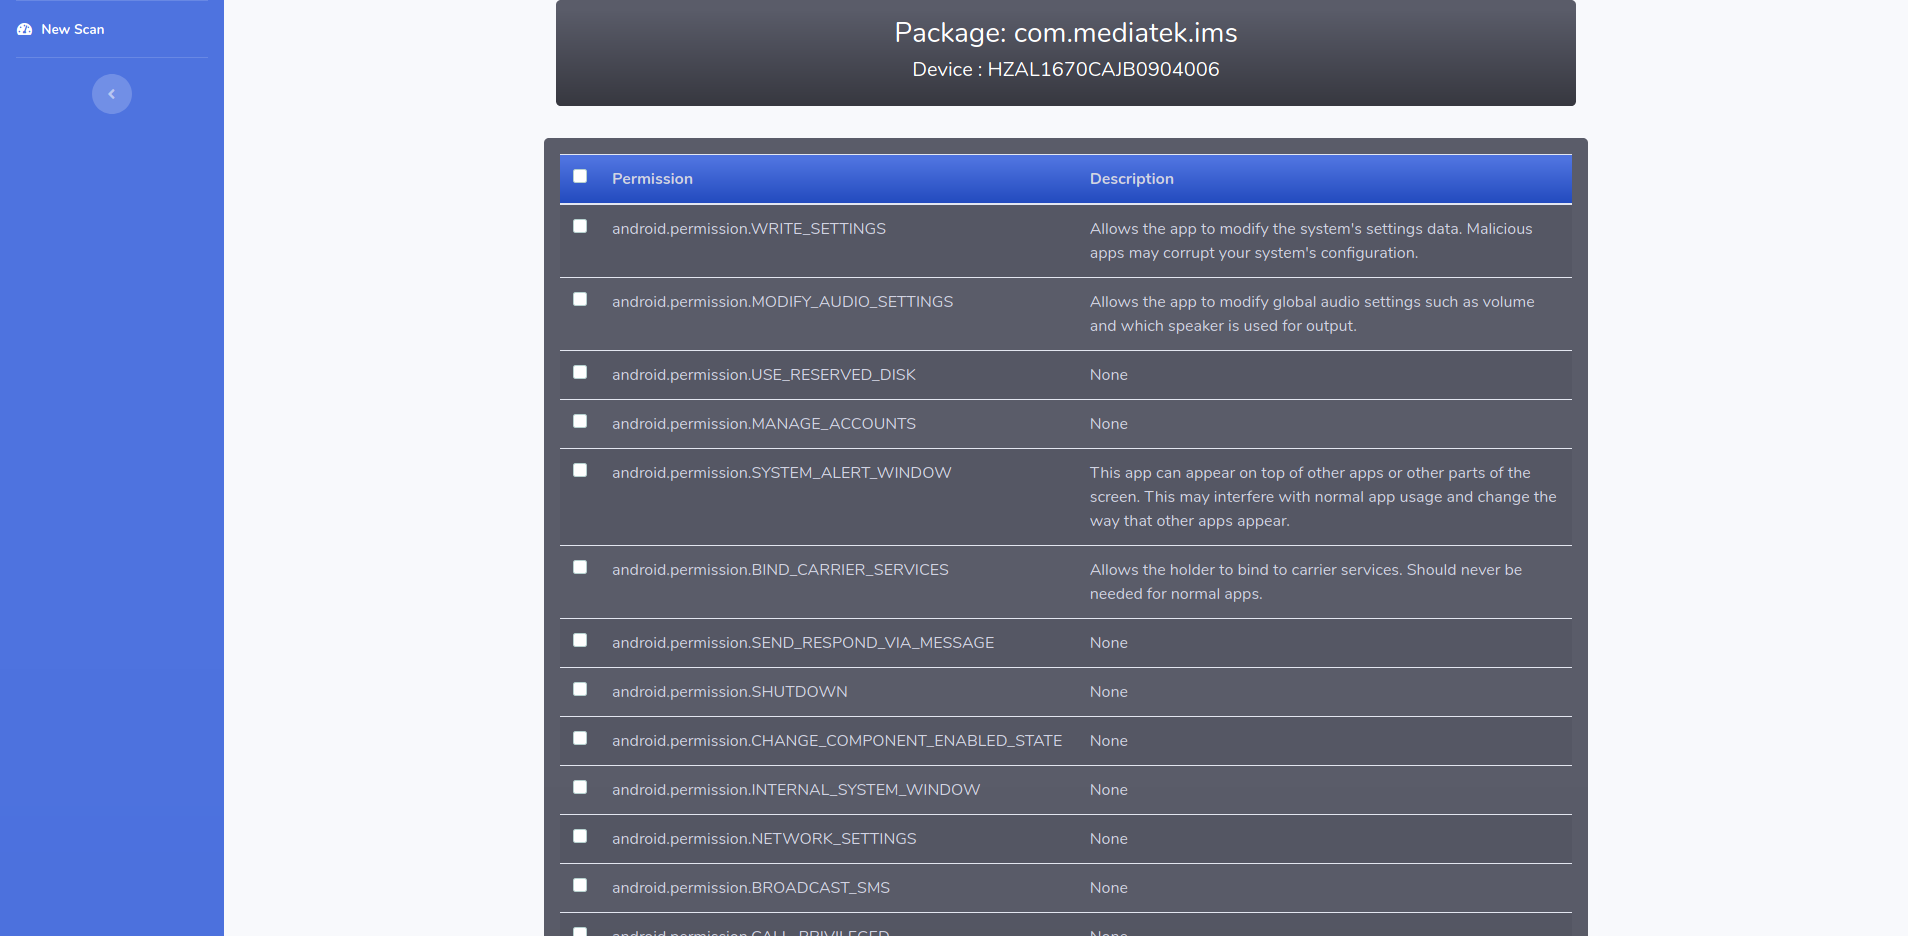 New Scan
Package: com.mediatek.ims
Device : HZAL1670CAJB0904006
Permission Description
android.permission.WRITE_SETTINGS Allows the app to modify the system's settings data. Malicious
apps may corrupt your system's configuration.
android.permission.MODIFY_AUDIO_SETTINGS Allows the app to modify global audio settings such as volume
and which speaker is used for output.
android.permission.USE_RESERVED_DISK None
android.permission.MANAGE_ACCOUNTS None
android.permission.SYSTEM_ALERT_WINDOW This app can appear on top of other apps or other parts of the
screen. This may interfere with normal app usage and change the
way that other apps appear.
android.permission.BIND_CARRIER_SERVICES Allows the holder to bind to carrier services. Should never be
needed for normal apps.
android.permission.SEND_RESPOND_VIA_MESSAGE None
android.permission.SHUTDOWN None
android.permission.CHANGE_COMPONENT_ENABLED_STATE None
android.permission.INTERNAL_SYSTEM_WINDOW None
android.permission.NETWORK_SETTINGS None
android.permission.BROADCAST_SMS None
android.permission.CALL_PRIVILEGED None